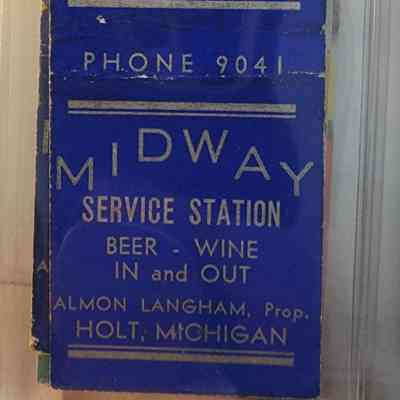 PHONE 9041
MIDWAY
SERVICE STATION
BEER - WINE
IN and OUT
ALMON LANGHAM, Prop.
HOLT, MICHIGAN
A